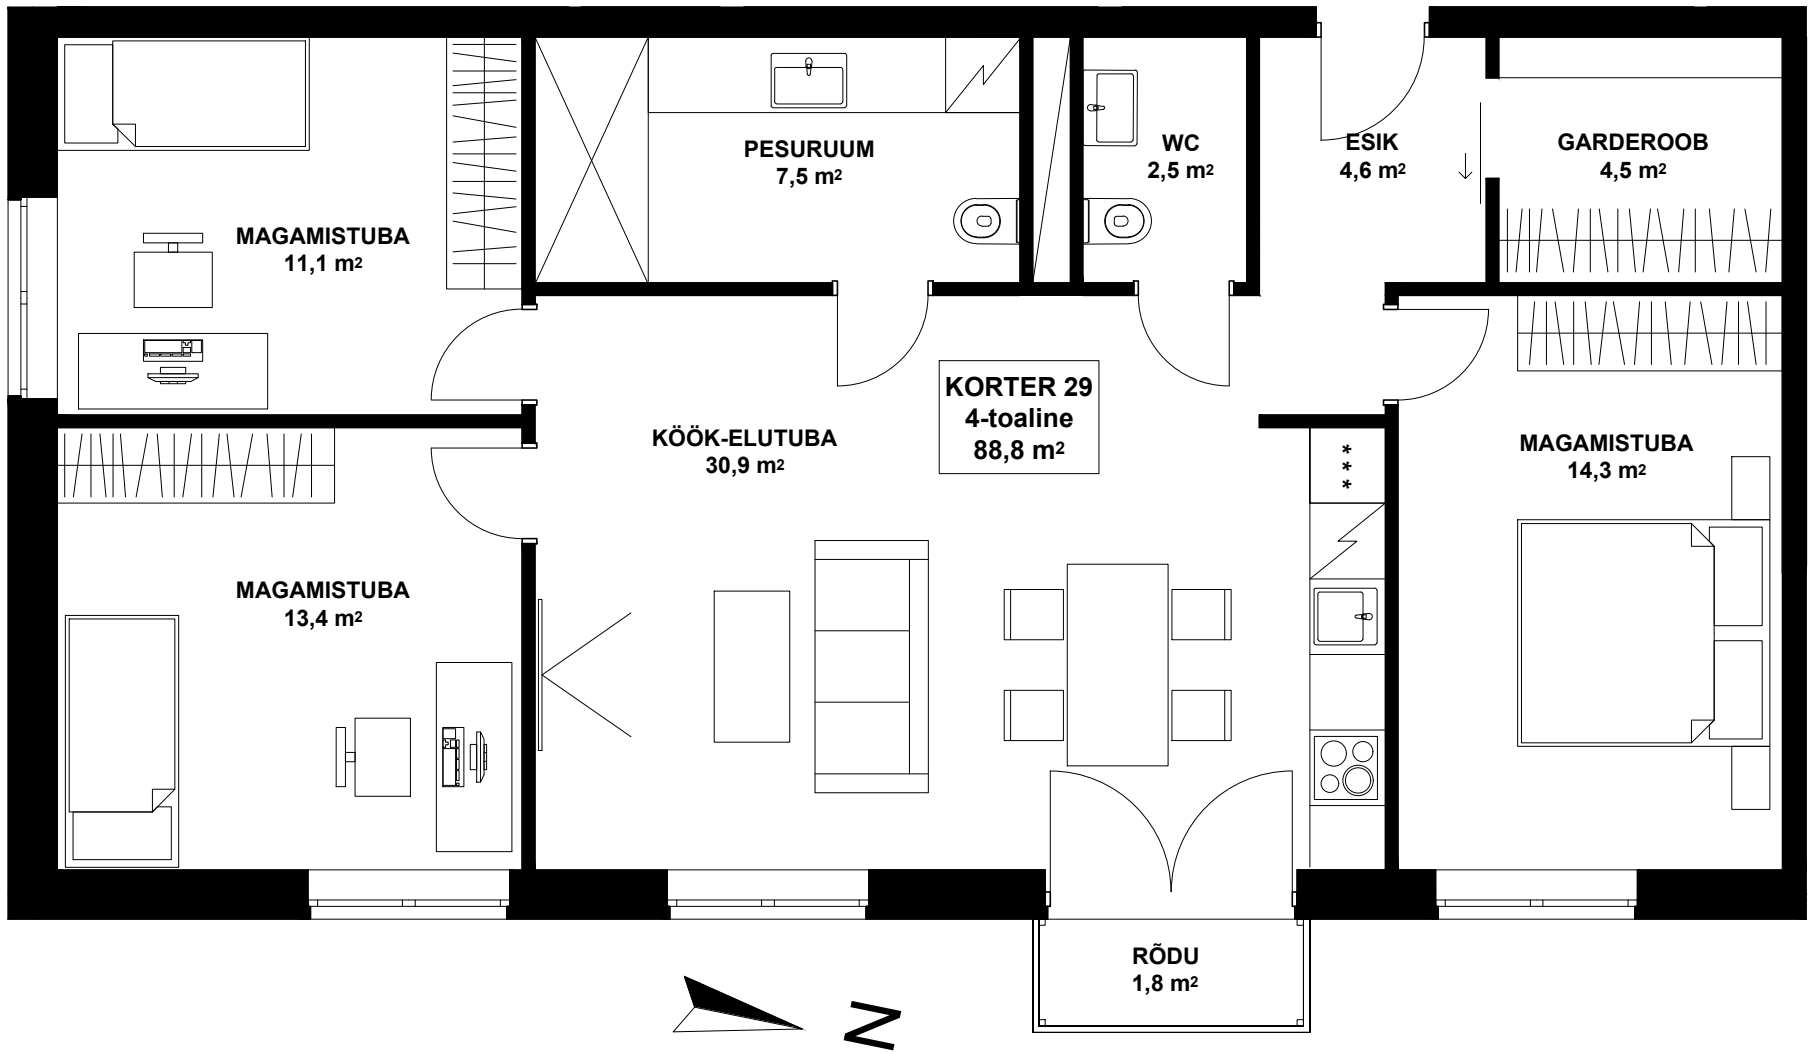 PESURUUM
7,5 m²
WC
2,5 m²
ESIK
4,6 m²
GARDEROOB
4,5 m²
MAGAMISTUBA
11,1 m²
KORTER 29
4-toaline
88,8 m²
KÖÖK-ELUTUBA
30,9 m²
MAGAMISTUBA
14,3 m²
***
MAGAMISTUBA
13,4 m²
RÕDU
1,8 m²
N